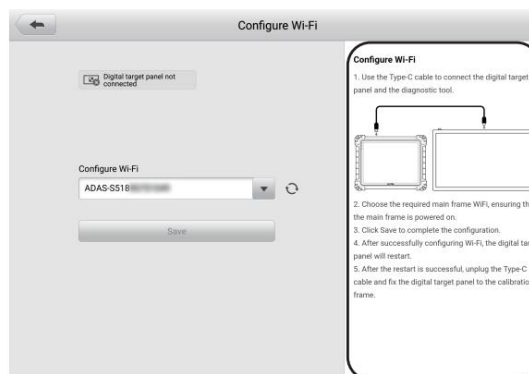 Configure Wi-Fi
Digital target panel not
connected
Configure Wi-Fi
ADAS-S518
Save
Configure Wi-Fi
1. Use the Type-C cable to connect the digital target
panel and the diagnostic tool.
2. Choose the required main frame WiFi, ensuring
the main frame is powered on.
3. Click Save to complete the configuration.
4. After successfully configuring Wi-Fi, the digital
panel will restart.
5. After the restart is successful, unplug the Type-C
cable and fix the digital target panel to the
frame.